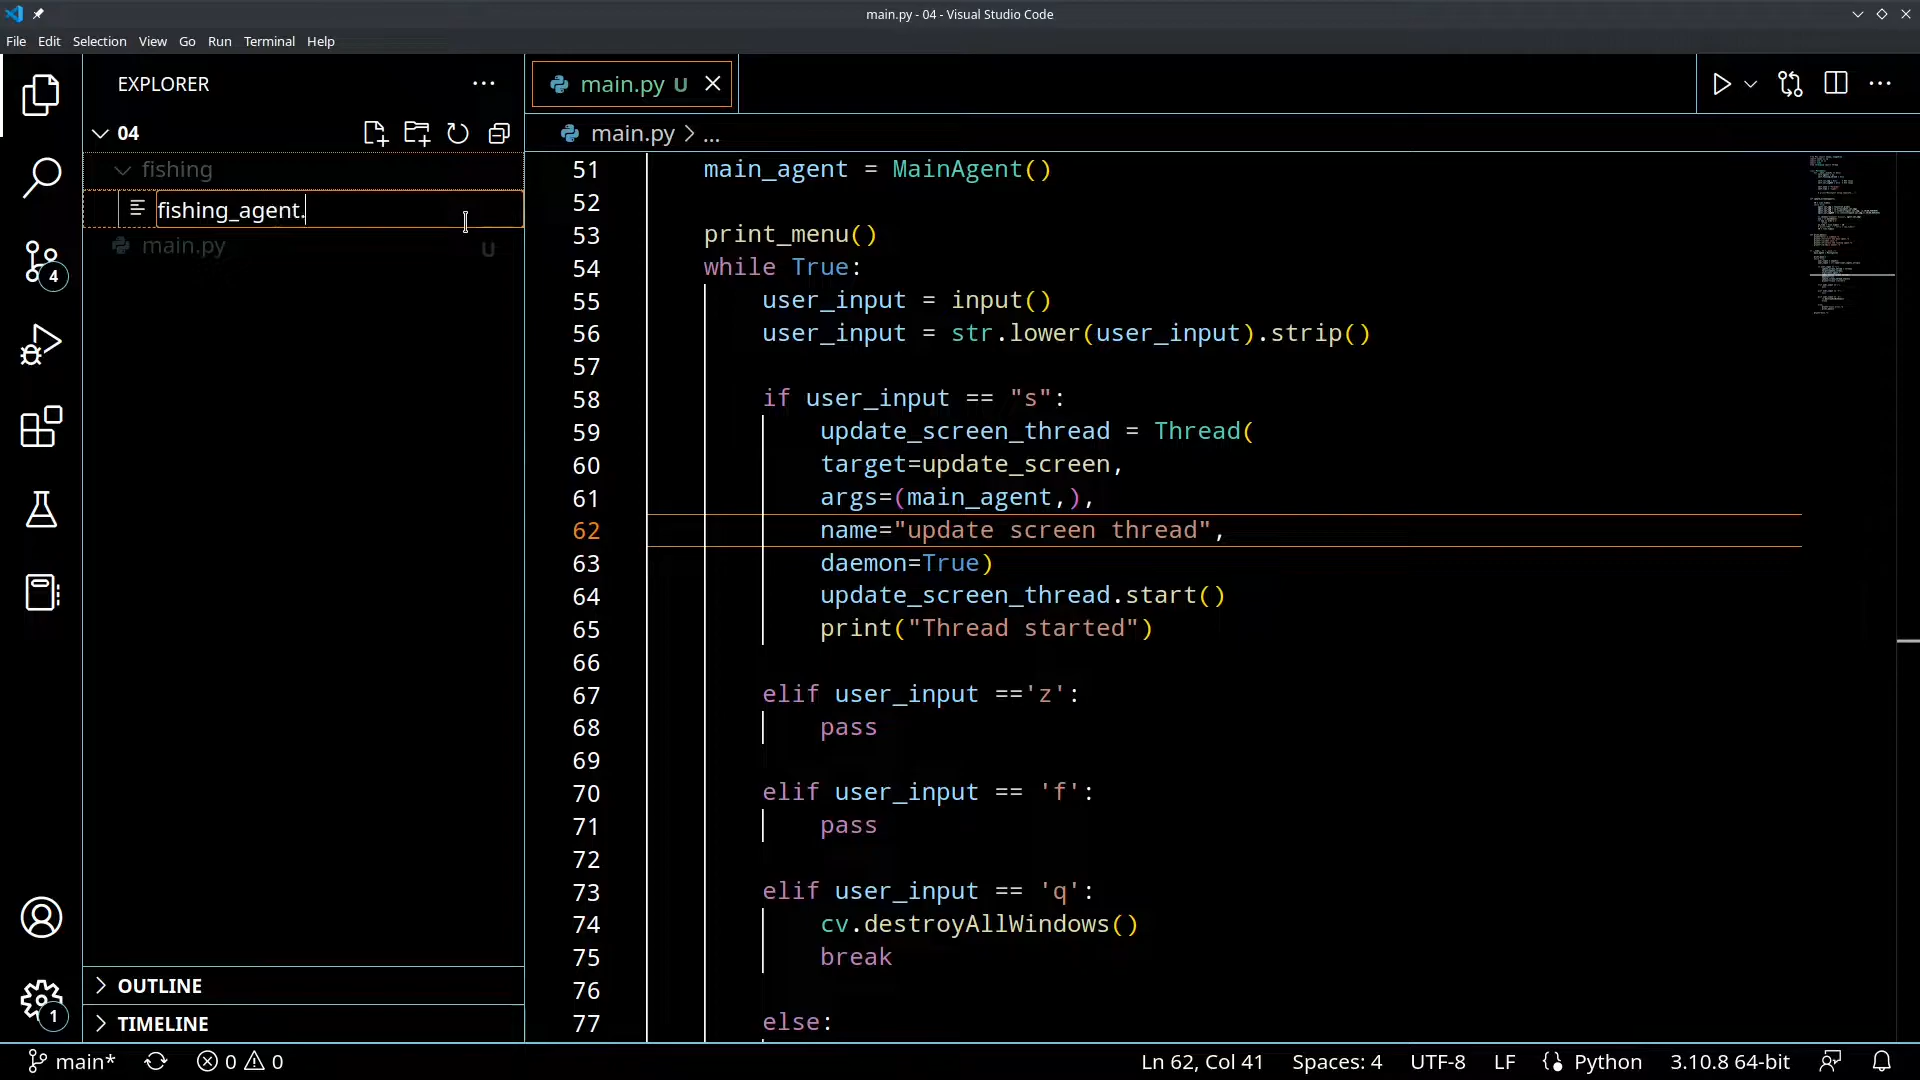 main.py - 04 - Visual Studio Code
File Edit Selection View Go Run Terminal Help
EXPLORER
04
fishing
fishing_agent.
main.py U
4
1
OUTLINE
TIMELINE
main.py U
main.py > ...
51 main_agent = MainAgent()
52
53 print_menu()
54 while True:
55 user_input = input()
56 user_input = str.lower(user_input).strip()
57
58 if user_input == "s":
59 update_screen_thread = Thread(
60 target=update_screen,
61 args=(main_agent,),
62 name="update screen thread",
63 daemon=True)
64 update_screen_thread.start()
65 print("Thread started")
66
67 elif user_input =='z':
68 pass
69
70 elif user_input == 'f':
71 pass
72
73 elif user_input == 'q':
74 cv.destroyAllWindows()
75 break
76
77 else:
main* 0 0 Ln 62, Col 41 Spaces: 4 UTF-8 LF Python 3.10.8 64-bit